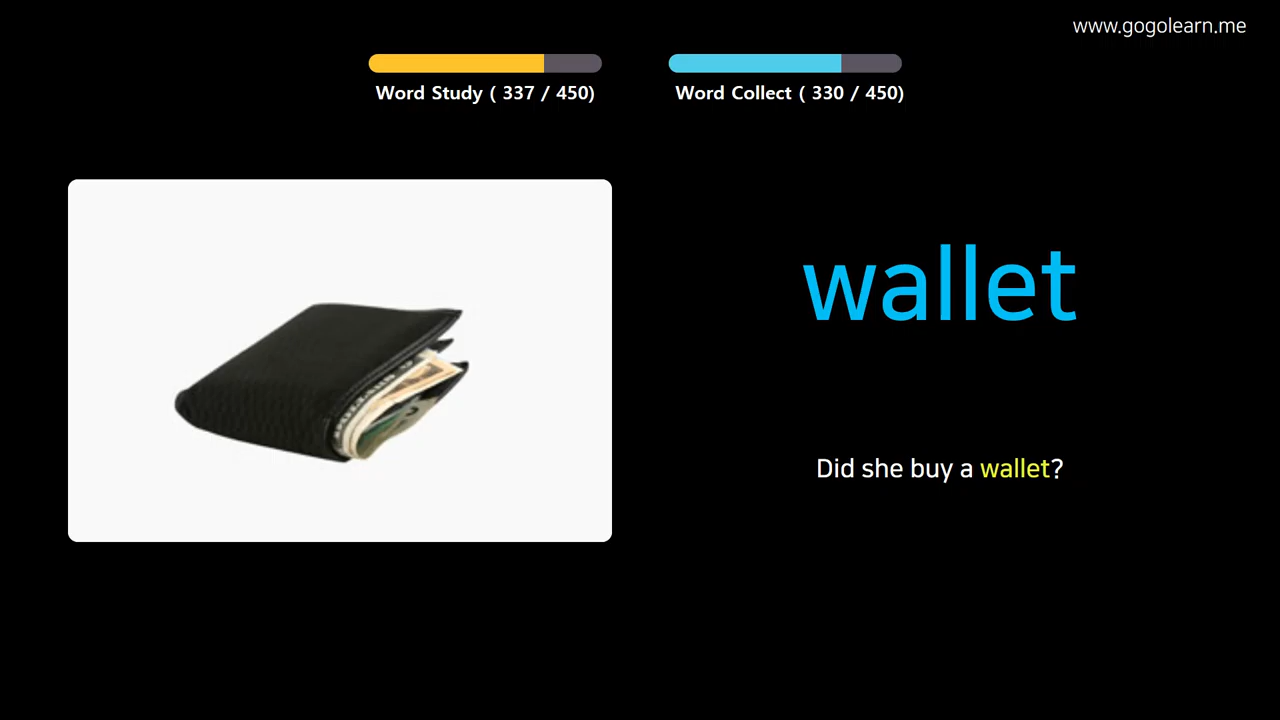 www.gogolearn.me
Word Study ( 337 / 450)
Word Collect ( 330 / 450)
wallet
Did she buy a wallet?